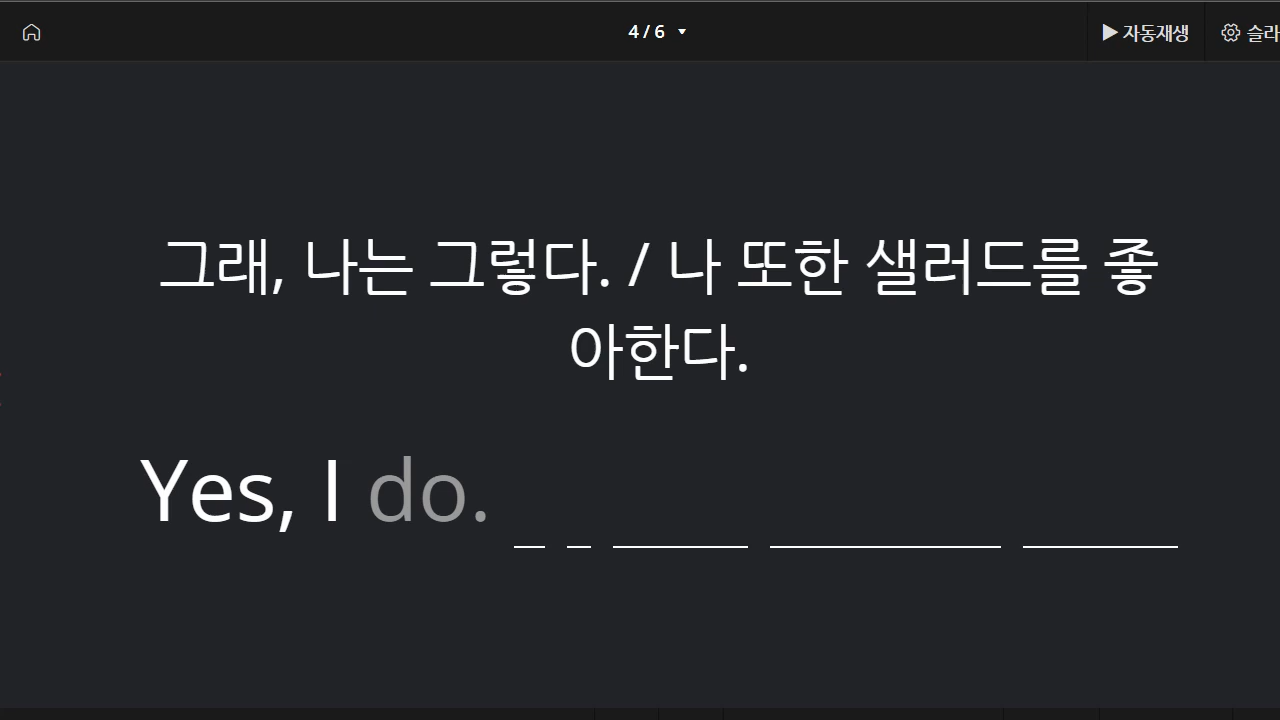 4 / 6
▶ 자동재생
슬라
그래, 나는 그렇다. / 나 또한 샐러드를 좋
아한다.
Yes, I do.